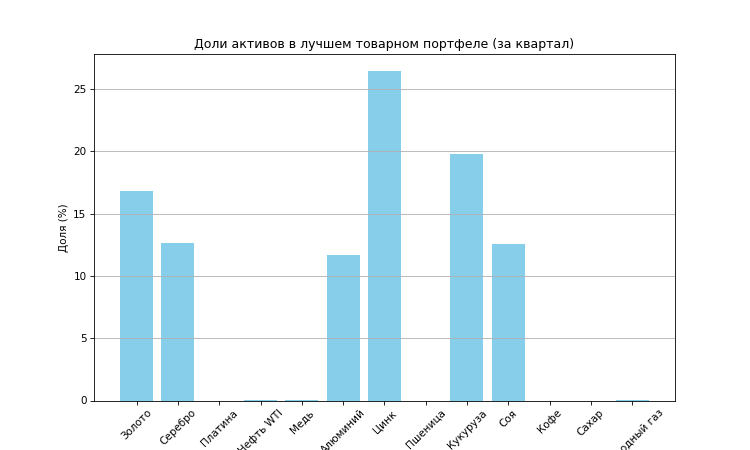 Доли активов в лучшем товарном портфеле (за квартал)
Доля (%)
25
20
15
10
5
0
Золото
Серебро
Платина
Нефть WTI
Медь
Алюминий
Цинк
Пшеница
Кукуруза
Соя
Кофе
Сахар
газ